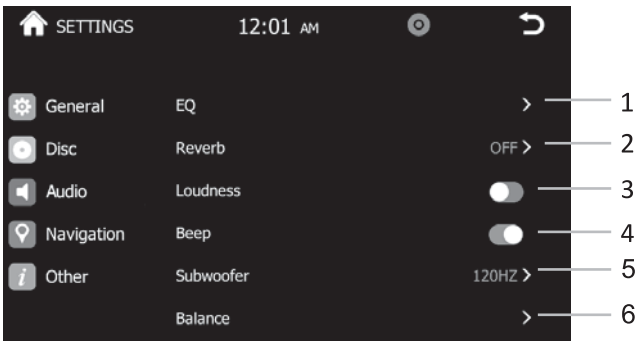 SETTINGS 12:01 AM
General EQ 1
Disc Reverb OFF 2
Audio Loudness 3
Navigation Beep 4
Other Subwoofer 120HZ 5
Balance 6